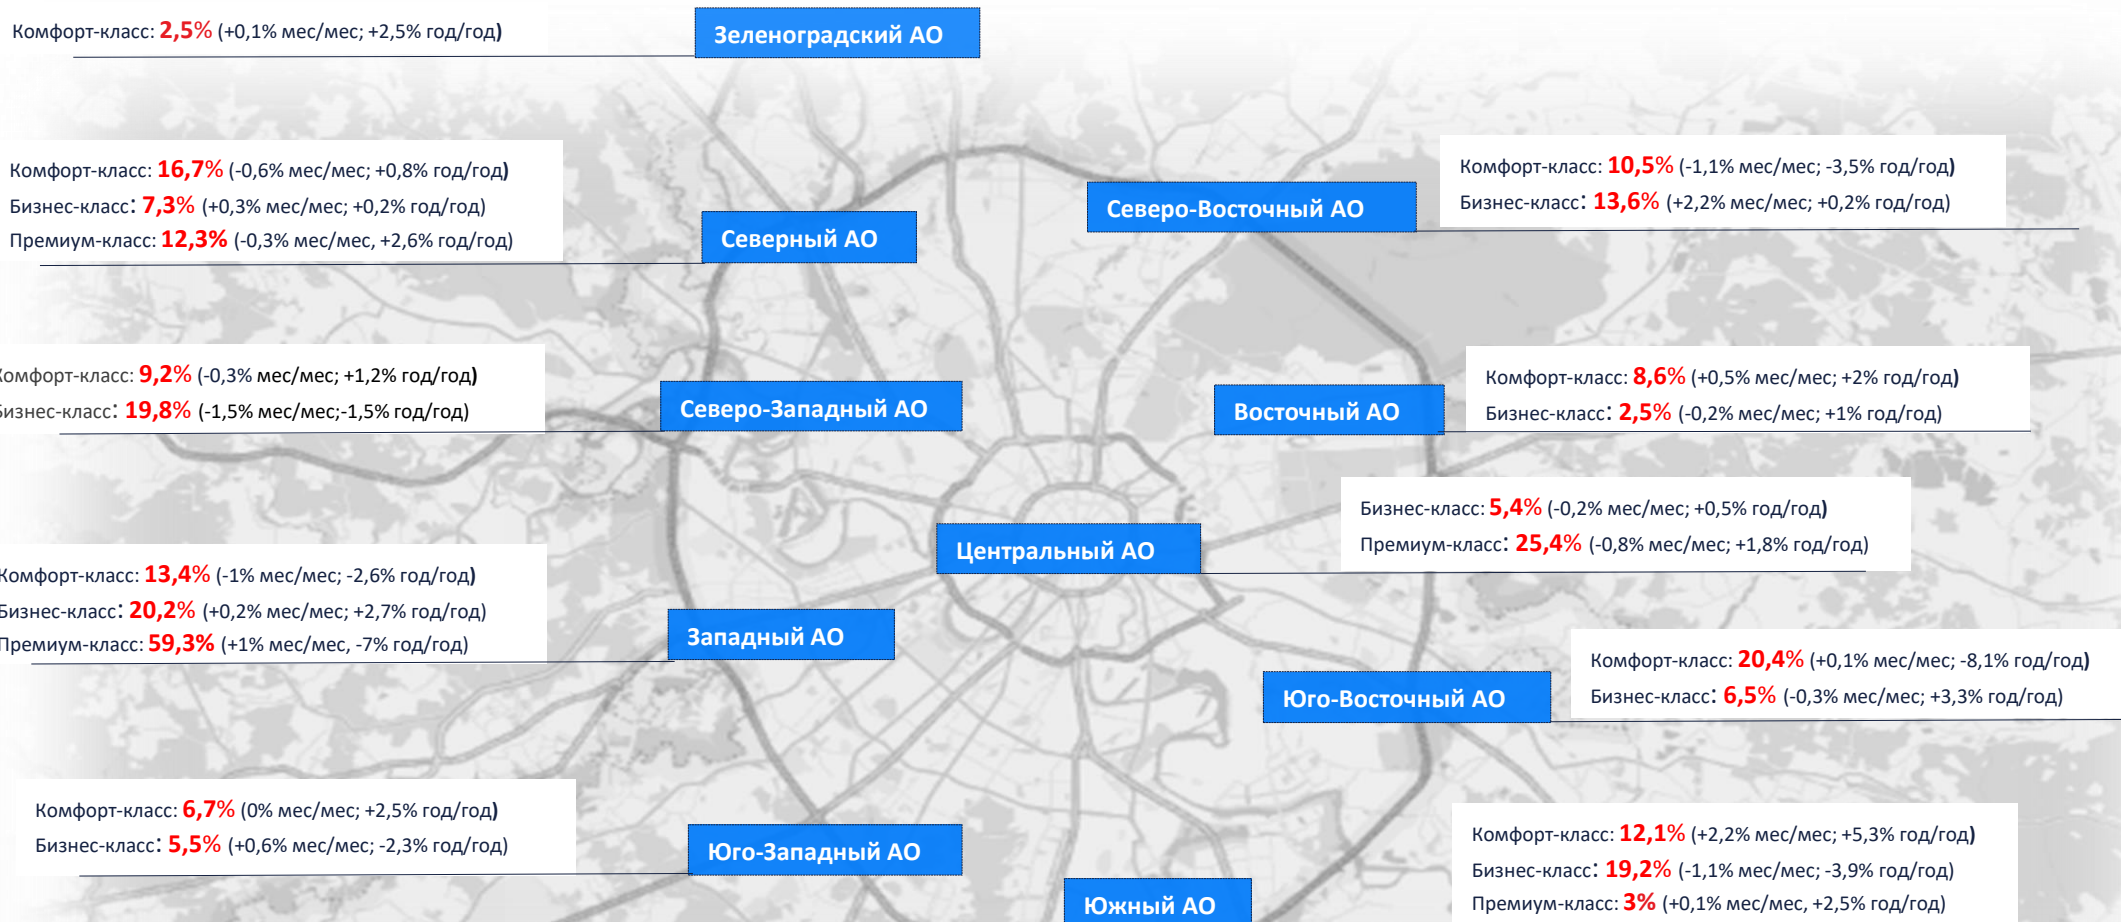 Комфорт-класс: 2,5% (+0,1% мес/мес; +2,5% год/год)
Зеленоградский АО
Комфорт-класс: 16,7% (-0,6% мес/мес; +0,8% год/год)
Бизнес-класс: 7,3% (+0,3% мес/мес; +0,2% год/год)
Премиум-класс: 12,3% (-0,3% мес/мес, +2,6% год/год)
Северный АО
Северо-Восточный АО
Комфорт-класс: 10,5% (-1,1% мес/мес; -3,5% год/год)
Бизнес-класс: 13,6% (+2,2% мес/мес; +0,2% год/год)
Комфорт-класс: 9,2% (-0,3% мес/мес; +1,2% год/год)
Бизнес-класс: 19,8% (-1,5% мес/мес;-1,5% год/год)
Северо-Западный АО
Восточный АО
Комфорт-класс: 8,6% (+0,5% мес/мес; +2% год/год)
Бизнес-класс: 2,5% (-0,2% мес/мес; +1% год/год)
Центральный АО
Бизнес-класс: 5,4% (-0,2% мес/мес; +0,5% год/год)
Премиум-класс: 25,4% (-0,8% мес/мес; +1,8% год/год)
Комфорт-класс: 13,4% (-1% мес/мес; -2,6% год/год)
Бизнес-класс: 20,2% (+0,2% мес/мес; +2,7% год/год)
Премиум-класс: 59,3% (+1% мес/мес, -7% год/год)
Западный АО
Юго-Восточный АО
Комфорт-класс: 20,4% (+0,1% мес/мес; -8,1% год/год)
Бизнес-класс: 6,5% (-0,3% мес/мес; +3,3% год/год)
Комфорт-класс: 6,7% (0% мес/мес; +2,5% год/год)
Бизнес-класс: 5,5% (+0,6% мес/мес; -2,3% год/год)
Юго-Западный АО
Южный АО
Комфорт-класс: 12,1% (+2,2% мес/мес; +5,3% год/год)
Бизнес-класс: 19,2% (-1,1% мес/мес; -3,9% год/год)
Премиум-класс: 3% (+0,1% мес/мес, +2,5% год/год)